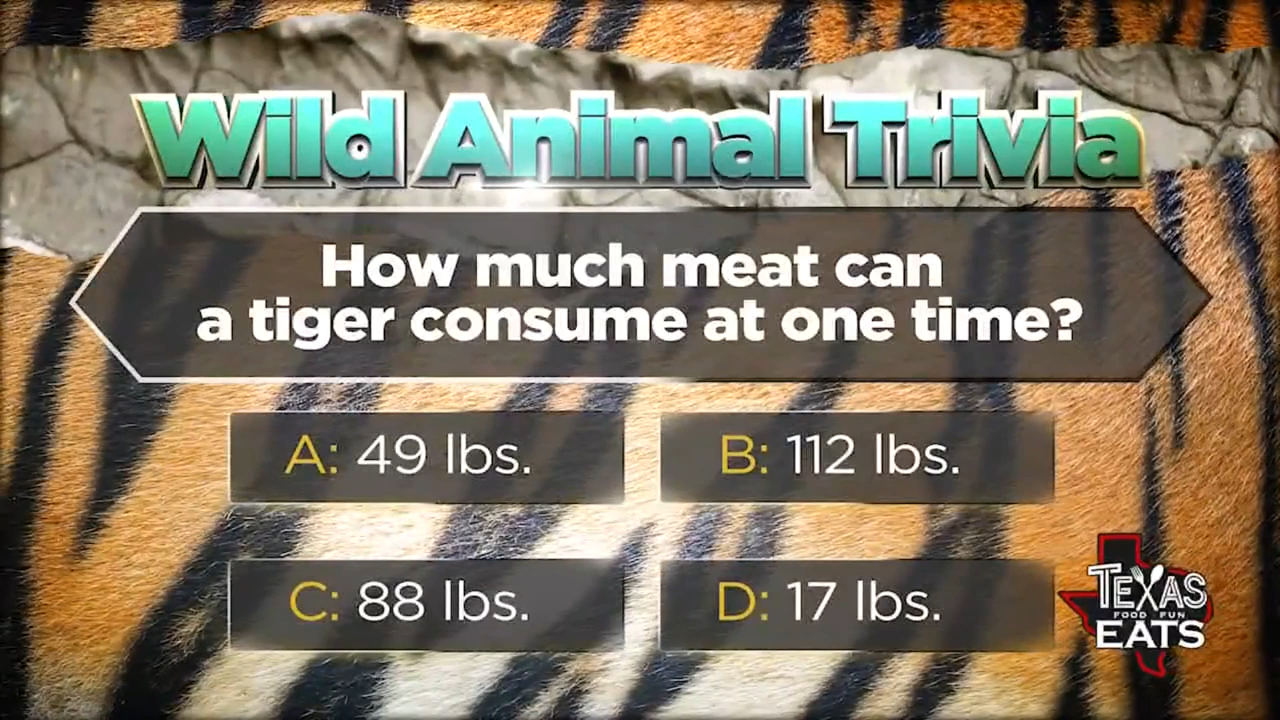 Wild Animal Trivia
How much meat can
a tiger consume at one time?
A: 49 lbs.
B: 112 lbs.
C: 88 lbs.
D: 17 lbs.
TEXAS
FOOD FUN
EATS